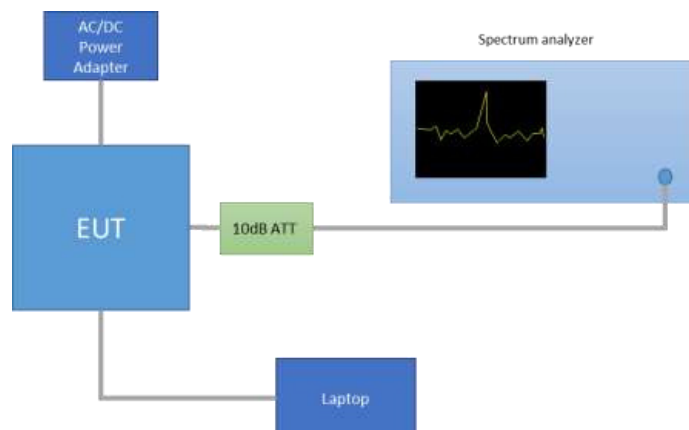 AC/DC
Power
Adapter
Spectrum analyzer
EUT
10dB ATT
Laptop